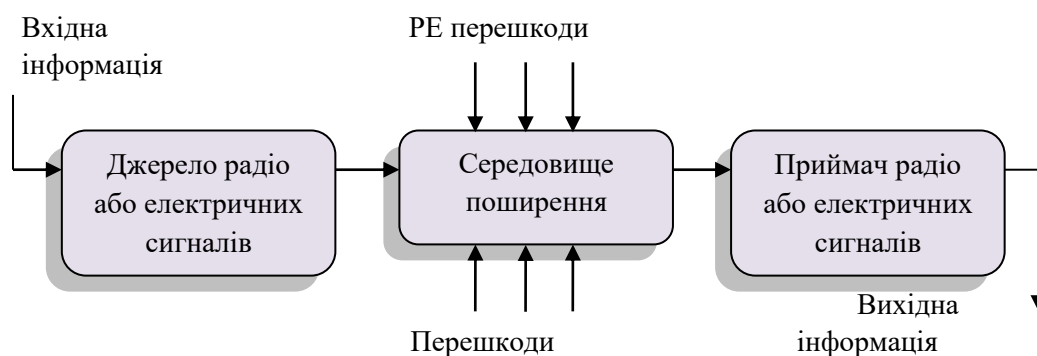 Вхідна
інформація
РЕ перешкоди
Джерело радіо
або електричних
сигналів
Середовище
поширення
Приймач радіо
або електричних
сигналів
Перешкоди
Вихідна
інформація